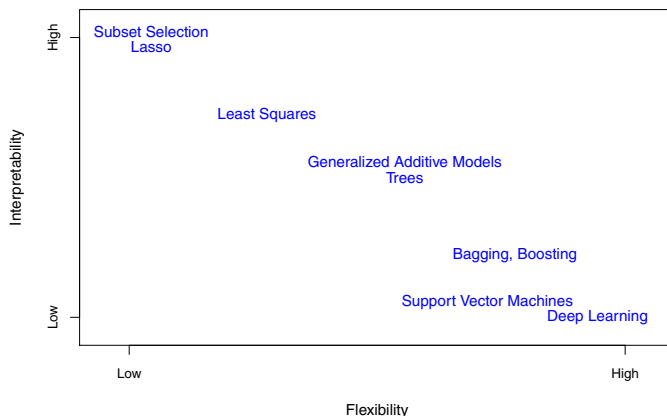 High
Subset Selection
Lasso
Least Squares
Generalized Additive Models
Trees
Interpretability
Bagging, Boosting
Support Vector Machines
Low
Deep Learning
Low
High
Flexibility